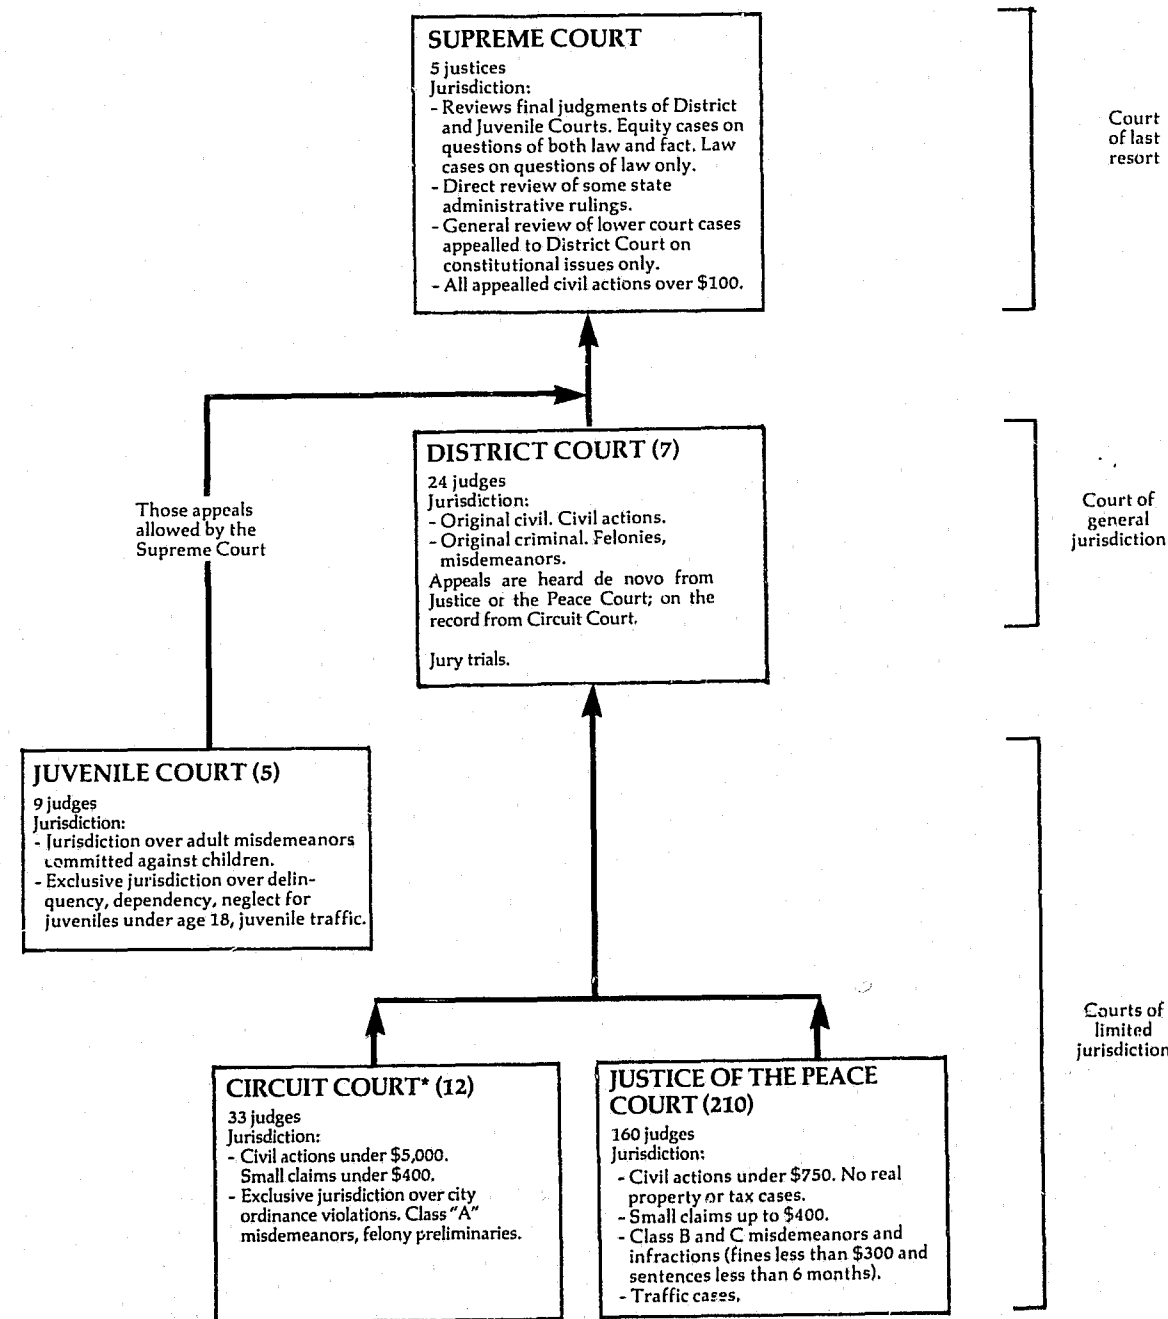 SUPREME COURT
5 justices
Jurisdiction:
- Reviews final judgments of District
and Juvenile Courts. Equity cases on
questions of both law and fact. Law
cases on questions of law only.
- Direct review of some state
administrative rulings.
- General review of lower court cases
appealled to District Court on
constitutional issues only.
- All appealled civil actions over $100.
Court
of last
resort
DISTRICT COURT (7)
24 judges
Jurisdiction:
- Original civil. Civil actions.
- Original criminal. Felonies,
misdemeanors.
Appeals are heard de novo from
Justice of the Peace Court; on the
record from Circuit Court.
Jury trials.
Court of
general
jurisdiction
Those appeals
allowed by the
Supreme Court
JUVENILE COURT (5)
9 judges
Jurisdiction:
- Jurisdiction over adult misdemeanors
committed against children.
- Exclusive jurisdiction over delin-
quency, dependency, neglect for
juveniles under age 18, juvenile traffic.
Courts of
limited
jurisdiction
CIRCUIT COURT* (12)
33 judges
Jurisdiction:
- Civil actions under $5,000.
Small claims under $400.
- Exclusive jurisdiction over city
ordinance violations. Class "A"
misdemeanors, felony preliminaries.
JUSTICE OF THE PEACE
COURT (210)
160 judges
Jurisdiction:
- Civil actions under $750. No real
property or tax cases.
- Small claims up to $400.
- Class B and C misdemeanors and
infractions (fines less than $300 and
sentences less than 6 months).
- Traffic cases.